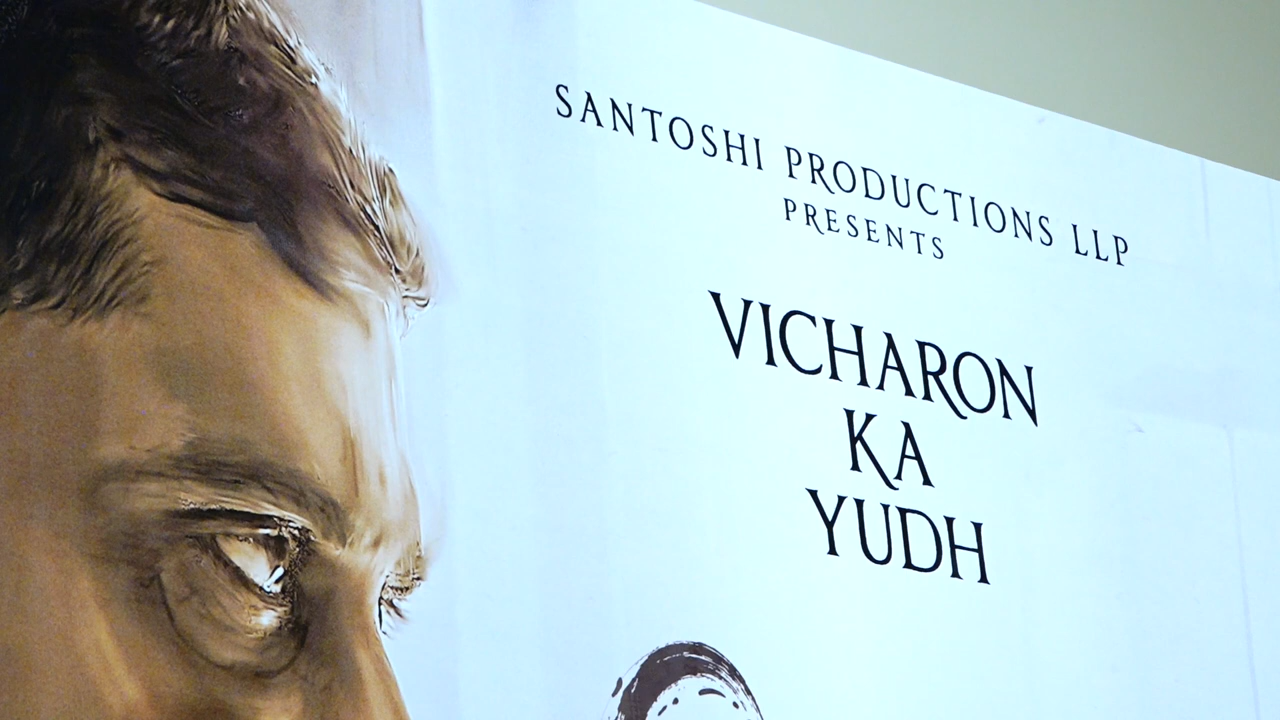 SANTOSHI PRODUCTIONS LLP
PRESENTS
VICHARON
KA
YUDH